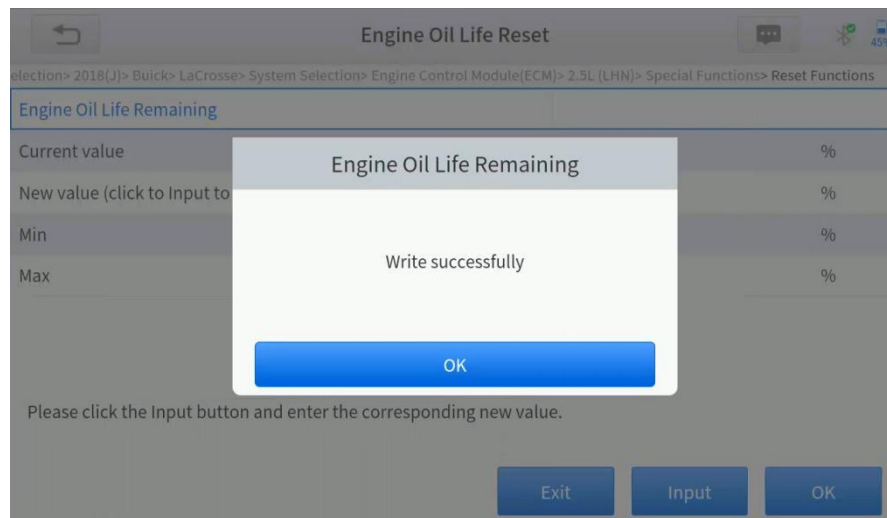 Engine Oil Life Reset
45%
election> 2018(J)> Buick> LaCrosse> System Selection> Engine Control Module(ECM)> 2.5L (LHN)> Special Functions> Reset Functions
Engine Oil Life Remaining
Current value %
New value (click to Input to %
Min %
Max %
Engine Oil Life Remaining
Write successfully
OK
Please click the Input button and enter the corresponding new value.
Exit Input OK